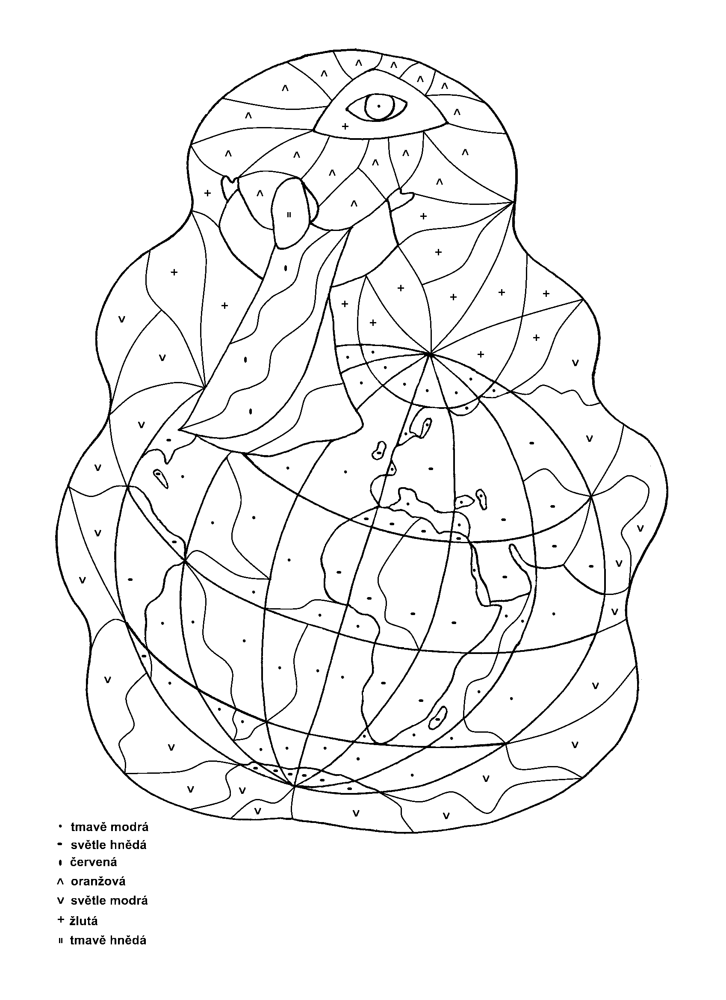 • tmavě modrá
- světle hnědá
⬮ červená
^ oranžová
v světle modrá
+ žlutá
॥ tmavě hnědá